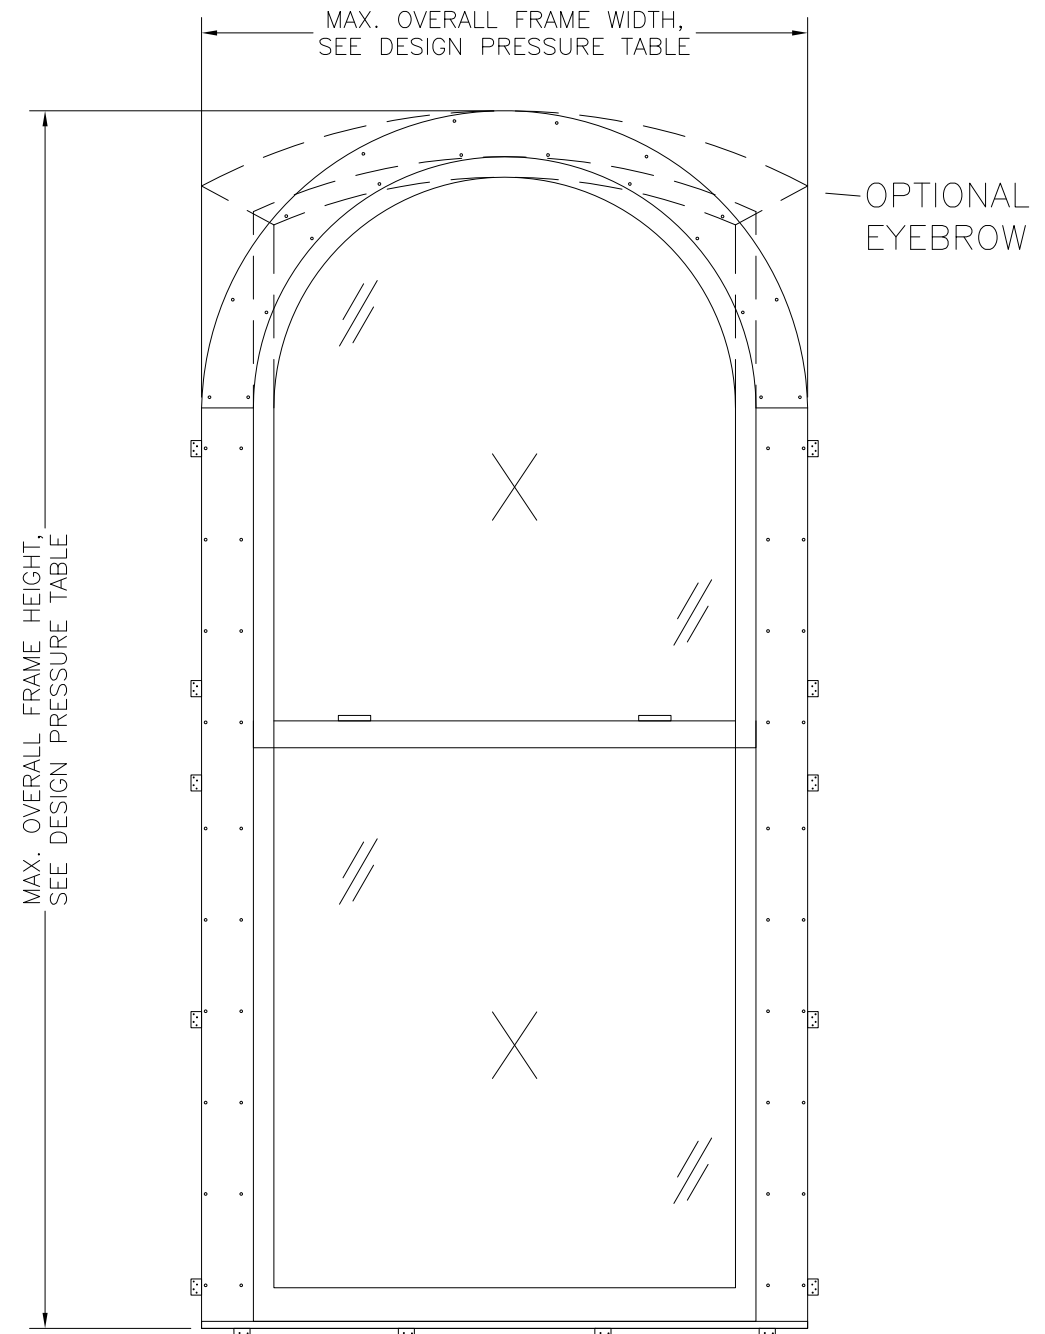 MAX. OVERALL FRAME WIDTH,
SEE DESIGN PRESSURE TABLE
OPTIONAL
EYEBROW
X
MAX. OVERALL FRAME HEIGHT,
SEE DESIGN PRESSURE TABLE
X